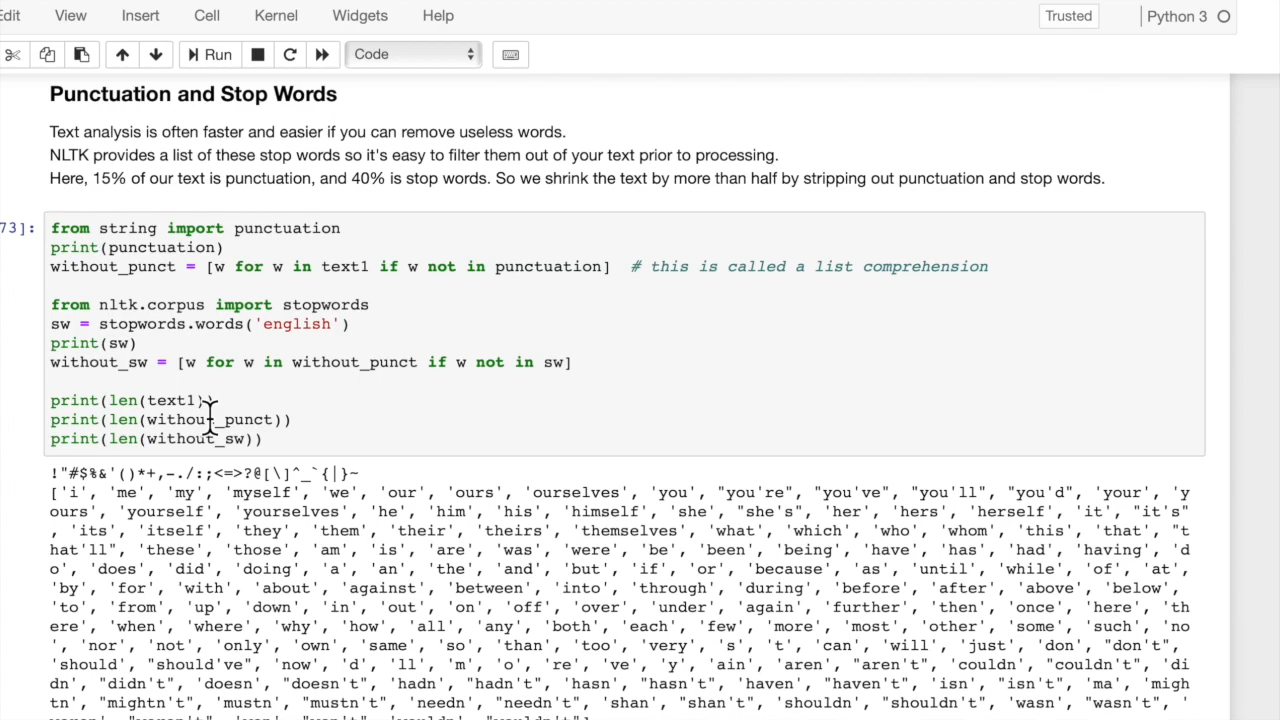 Edit View Insert Cell Kernel Widgets Help Trusted Python 3
Run Code
Punctuation and Stop Words
Text analysis is often faster and easier if you can remove useless words.
NLTK provides a list of these stop words so it's easy to filter them out of your text prior to processing.
Here, 15% of our text is punctuation, and 40% is stop words. So we shrink the text by more than half by stripping out punctuation and stop words.
73]: from string import punctuation
print(punctuation)
without_punct = [w for w in text1 if w not in punctuation]  # this is called a list comprehension
from nltk.corpus import stopwords
sw = stopwords.words('english')
print(sw)
without_sw = [w for w in without_punct if w not in sw]
print(len(text1))
print(len(without_punct))
print(len(without_sw))
!"#$%&'()*+,-./:;<=>?@[\]^_`{|}~
['i', 'me', 'my', 'myself', 'we', 'our', 'ours', 'ourselves', 'you', "you're", "you've", "you'll", "you'd", 'your', 'y
ours', 'yourself', 'yourselves', 'he', 'him', 'his', 'himself', 'she', "she's", 'her', 'hers', 'herself', 'it', "it's"
, 'its', 'itself', 'they', 'them', 'their', 'theirs', 'themselves', 'what', 'which', 'who', 'whom', 'this', 'that', "t
hat'll", 'these', 'those', 'am', 'is', 'are', 'was', 'were', 'be', 'been', 'being', 'have', 'has', 'had', 'having', 'd
o', 'does', 'did', 'doing', 'a', 'an', 'the', 'and', 'but', 'if', 'or', 'because', 'as', 'until', 'while', 'of', 'at',
'by', 'for', 'with', 'about', 'against', 'between', 'into', 'through', 'during', 'before', 'after', 'above', 'below',
'to', 'from', 'up', 'down', 'in', 'out', 'on', 'off', 'over', 'under', 'again', 'further', 'then', 'once', 'here', 'th
ere', 'when', 'where', 'why', 'how', 'all', 'any', 'both', 'each', 'few', 'more', 'most', 'other', 'some', 'such', 'no
', 'nor', 'not', 'only', 'own', 'same', 'so', 'than', 'too', 'very', 's', 't', 'can', 'will', 'just', 'don', "don't",
'should', "should've", 'now', 'd', 'll', 'm', 'o', 're', 've', 'y', 'ain', 'aren', "aren't", 'couldn', "couldn't", 'di
dn', "didn't", 'doesn', "doesn't", 'hadn', "hadn't", 'hasn', "hasn't", 'haven', "haven't", 'isn', "isn't", 'ma', 'migh
tn', "mightn't", 'mustn', "mustn't", 'needn', "needn't", 'shan', "shan't", 'shouldn', "shouldn't", 'wasn', "wasn't", '